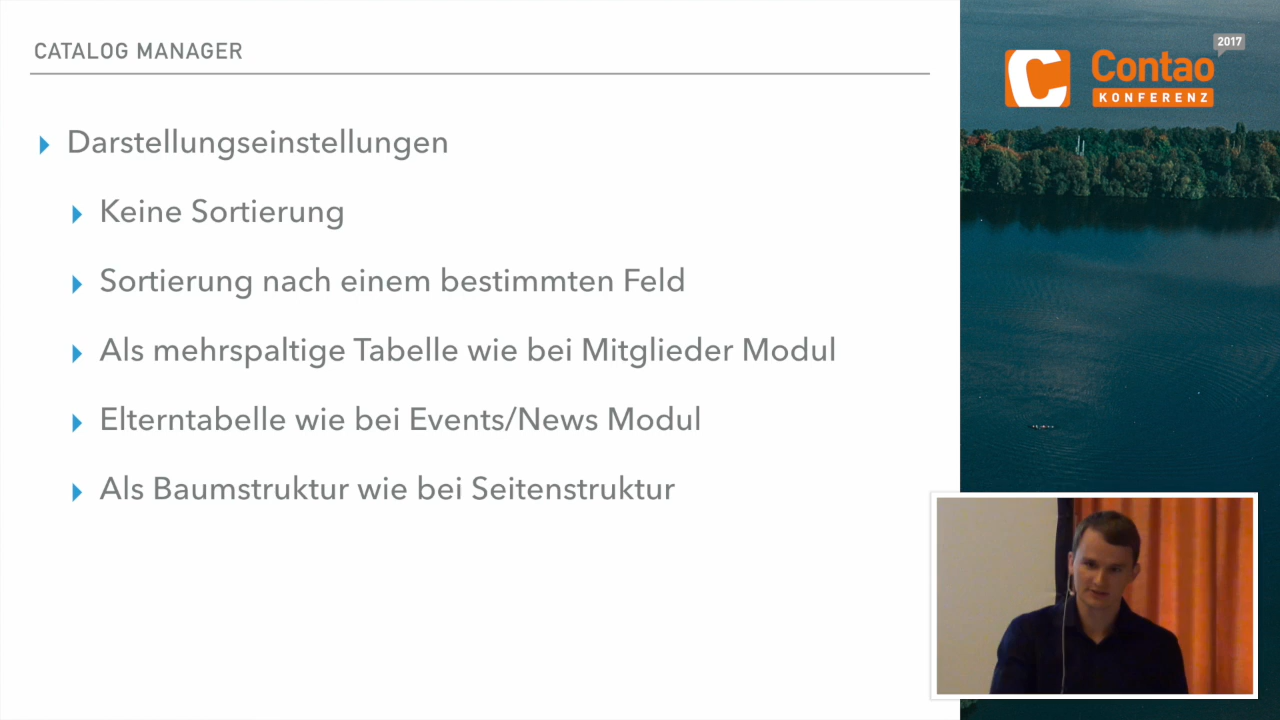 CATALOG MANAGER
Darstellungseinstellungen
Keine Sortierung
Sortierung nach einem bestimmten Feld
Als mehrspaltige Tabelle wie bei Mitglieder Modul
Elterntabelle wie bei Events/News Modul
Als Baumstruktur wie bei Seitenstruktur
2017
Contao
KONFERENZ